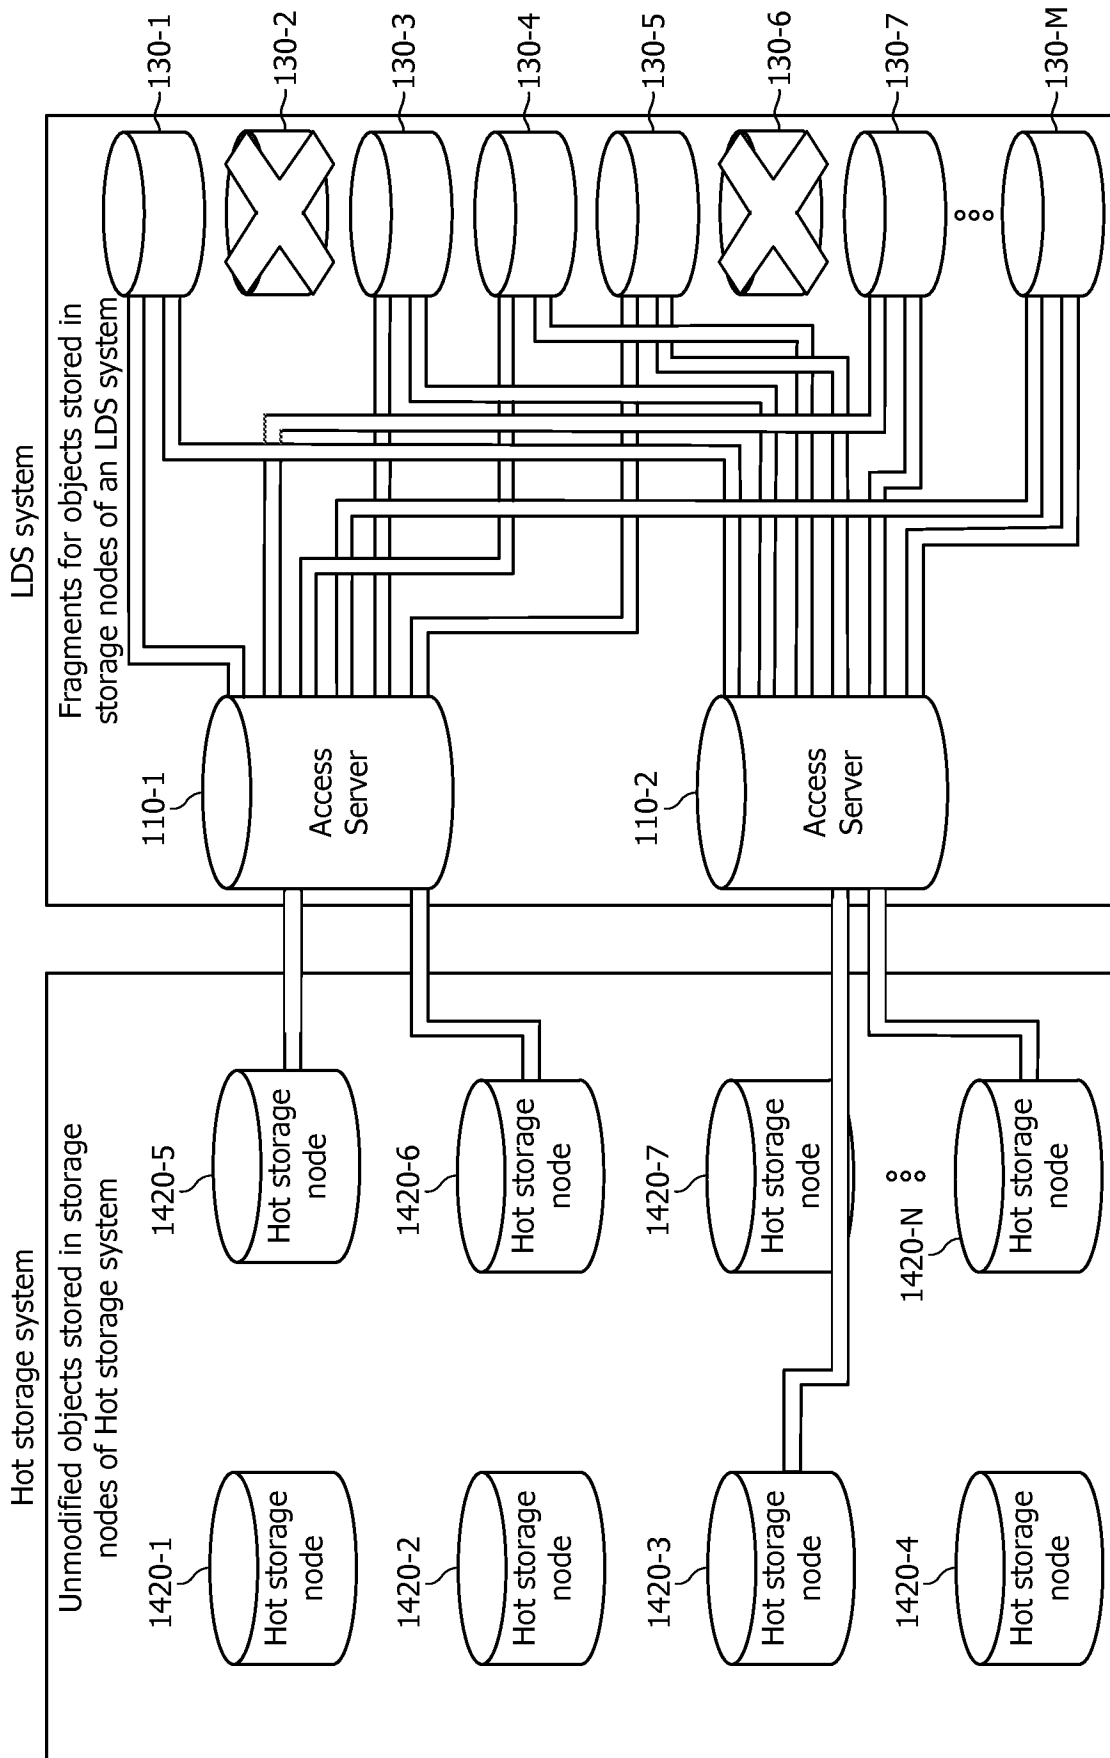 Hot storage system
Unmodified objects stored in storage
nodes of Hot storage system
1420-1
Hot storage
node
1420-2
Hot storage
node
1420-3
Hot storage
node
1420-4
Hot storage
node
1420-5
Hot storage
node
1420-6
Hot storage
node
1420-7
Hot storage
node
1420-N
Hot storage
node
LDS system
Fragments for objects stored in
storage nodes of an LDS system
110-1
Access
Server
110-2
Access
Server
130-1
130-2
130-3
130-4
130-5
130-6
130-7
130-M